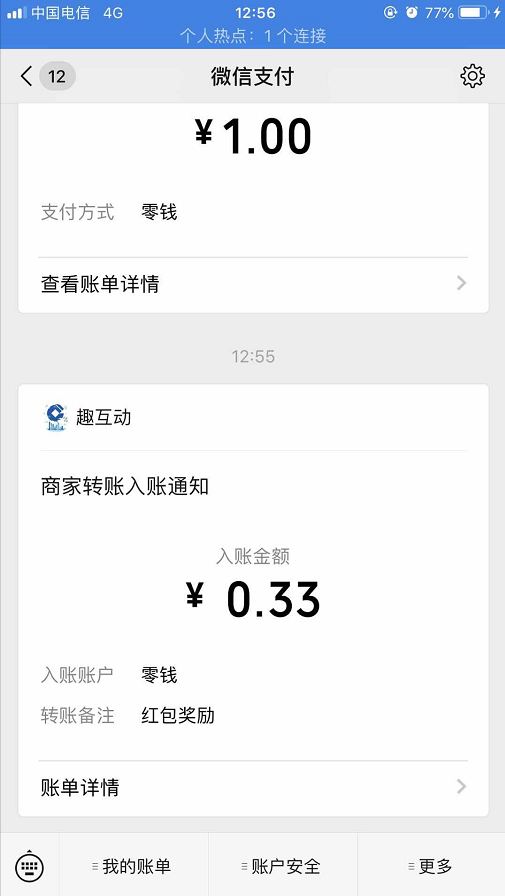 中国电信 4G 12:56 77%
个人热点：1 个连接
12 微信支付
¥1.00
支付方式 零钱
查看账单详情
12:55
趣互动
商家转账入账通知
入账金额
¥ 0.33
入账账户 零钱
转账备注 红包奖励
账单详情
我的账单 账户安全 更多